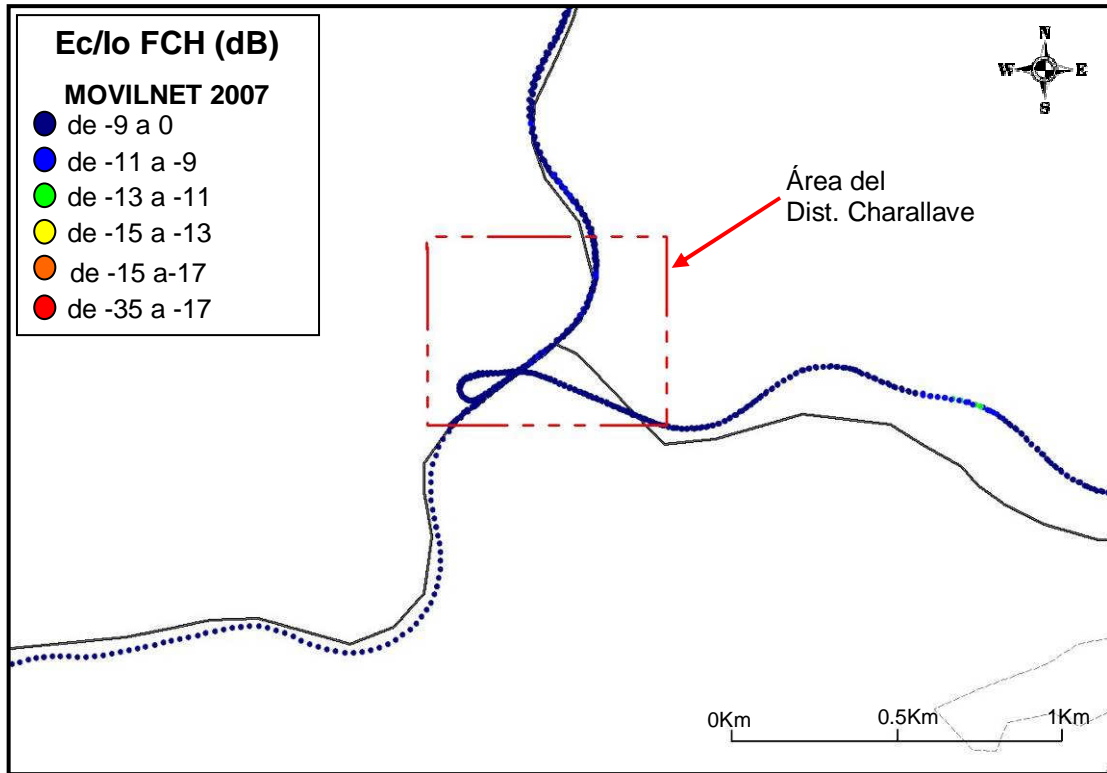 Ec/Io FCH (dB)
MOVILNET 2007
de -9 a 0
de -11 a -9
de -13 a -11
de -15 a -13
de -15 a-17
de -35 a -17
N
W
E
S
Área del
Dist. Charallave
0Km
0.5Km
1Km